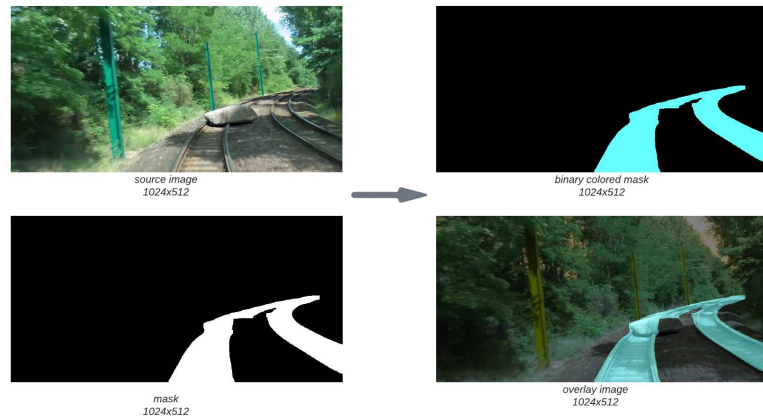 source image
1024x512
binary colored mask
1024x512
mask
1024x512
overlay image
1024x512